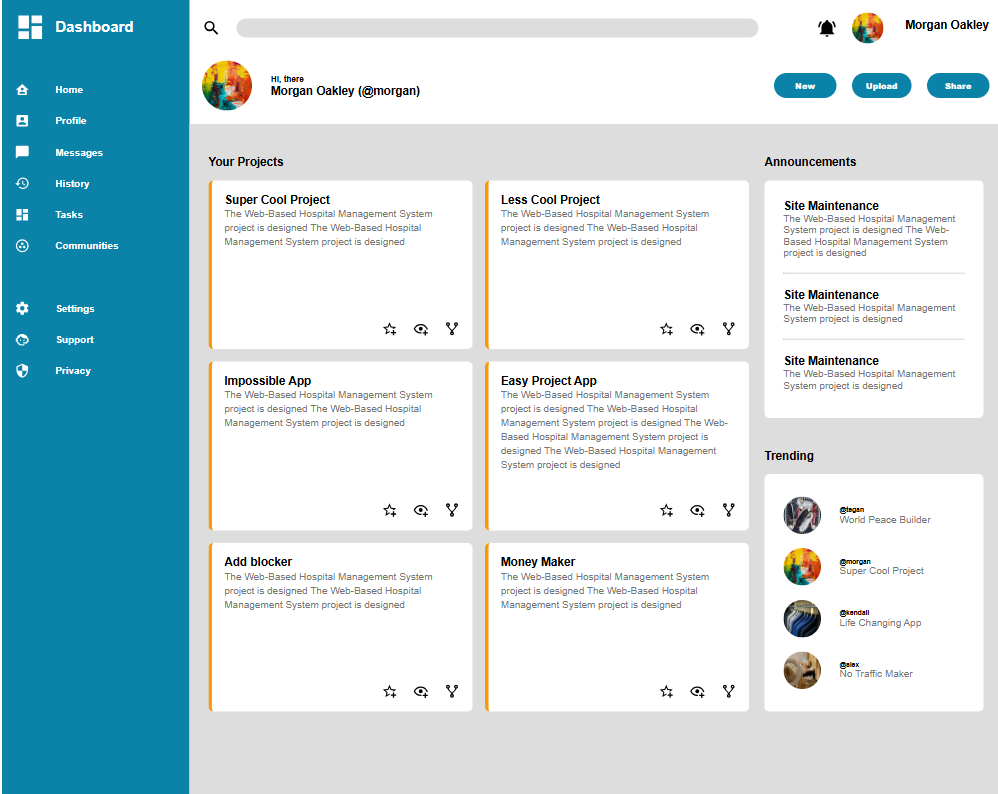 Dashboard
Home
Profile
Messages
History
Tasks
Communities
Settings
Support
Privacy
Morgan Oakley
Hi, there
Morgan Oakley (@morgan)
New
Upload
Share
Your Projects
Super Cool Project
The Web-Based Hospital Management System
project is designed The Web-Based Hospital
Management System project is designed
Less Cool Project
The Web-Based Hospital Management System
project is designed The Web-Based Hospital
Management System project is designed
Impossible App
The Web-Based Hospital Management System
project is designed The Web-Based Hospital
Management System project is designed
Easy Project App
The Web-Based Hospital Management System
project is designed The Web-Based Hospital
Management System project is designed The Web-
Based Hospital Management System project is
designed The Web-Based Hospital Management
System project is designed
Add blocker
The Web-Based Hospital Management System
project is designed The Web-Based Hospital
Management System project is designed
Money Maker
The Web-Based Hospital Management System
project is designed The Web-Based Hospital
Management System project is designed
Announcements
Site Maintenance
The Web-Based Hospital Management
System project is designed The Web-
Based Hospital Management System
project is designed
Site Maintenance
The Web-Based Hospital Management
System project is designed
Site Maintenance
The Web-Based Hospital Management
System project is designed
Trending
@tegan
World Peace Builder
@morgan
Super Cool Project
@kendall
Life Changing App
@alex
No Traffic Maker